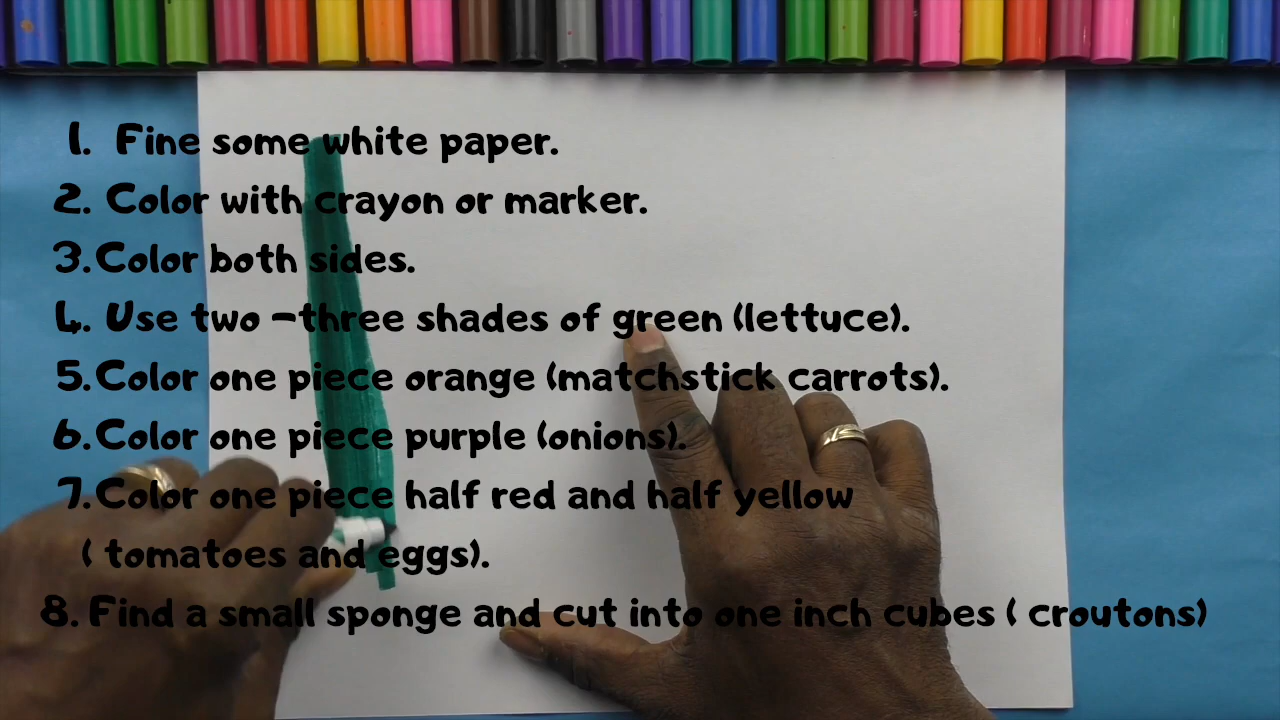 1. Fine some white paper.
2. Color with crayon or marker.
3. Color both sides.
4. Use two -three shades of green (lettuce).
5. Color one piece orange (matchstick carrots).
6. Color one piece purple (onions).
7. Color one piece half red and half yellow
( tomatoes and eggs).
8. Find a small sponge and cut into one inch cubes ( croutons)